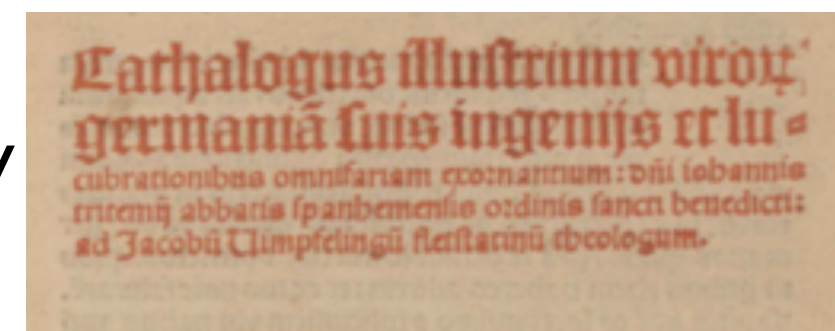 Cathalogus illustrium viroꝝ
germaniã suis ingenijs et lu-
cubrationibus omnifariam exornantium: dñi iohannis
tritemij abbatis spanhemensis ordinis sancti benedicti:
ad Jacobũ Uimpfelingũ sletstatinũ theologum.